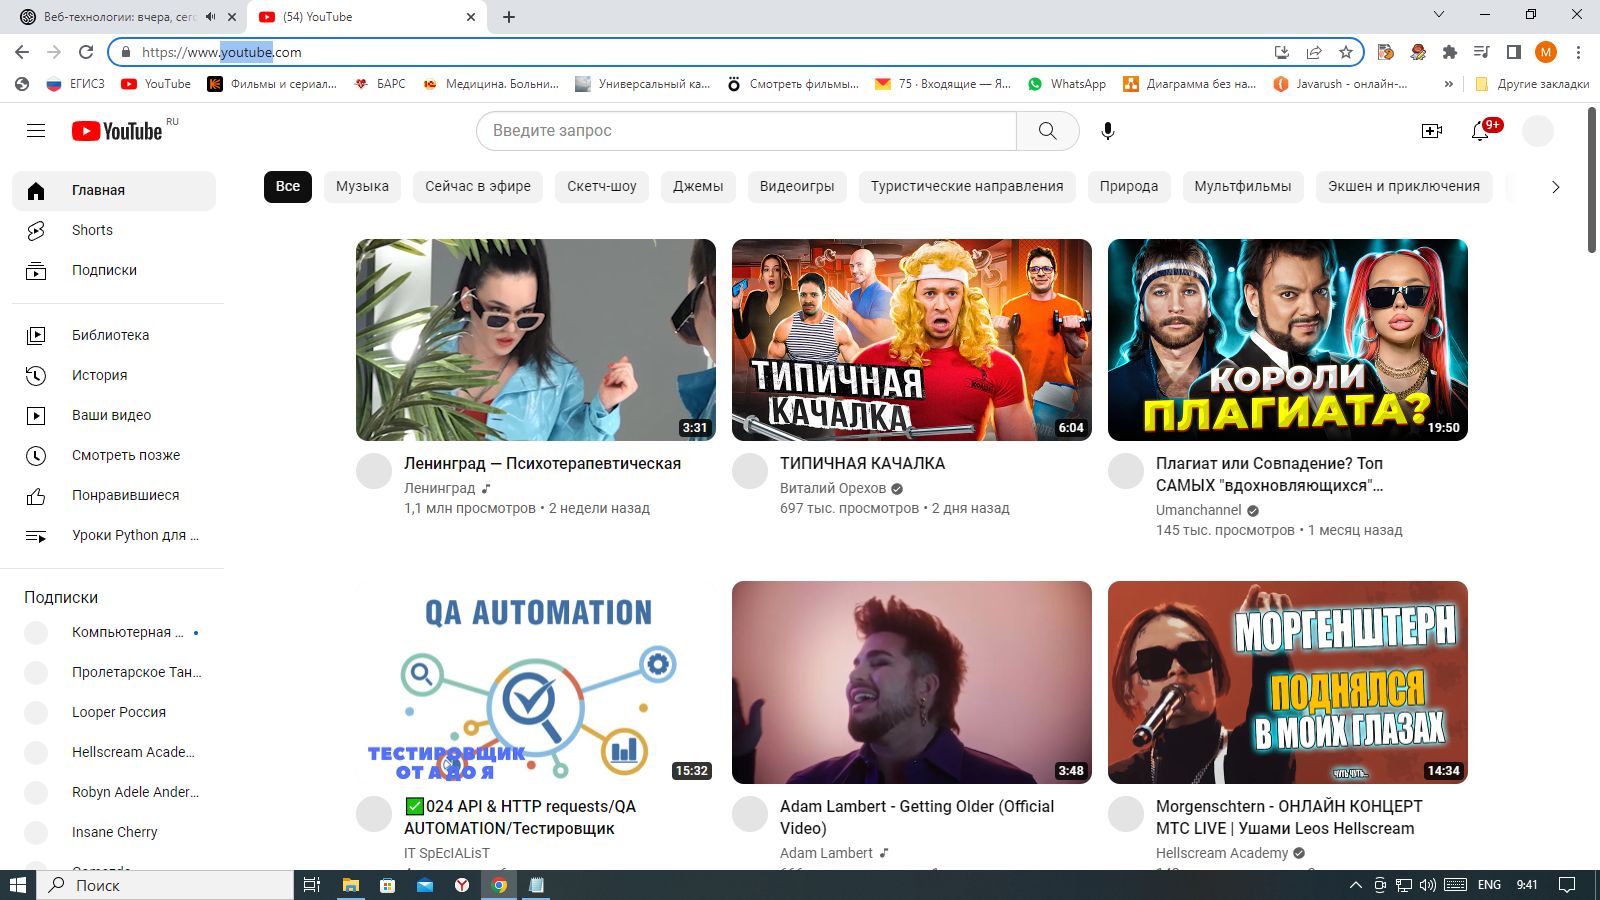 Веб-технологии: вчера, сего
(54) YouTube
https://www.youtube.com
M
ЕГИСЗ
YouTube
Фильмы и сериал...
БАРС
Медицина. Больни...
Универсальный ка...
Смотреть фильмы...
75 · Входящие — Я...
WhatsApp
Диаграмма без на...
Javarush - онлайн-...
»
Другие закладки
YouTube RU
Введите запрос
9+
Главная
Shorts
Подписки
Библиотека
История
Ваши видео
Смотреть позже
Понравившиеся
Уроки Python для ...
Подписки
Компьютерная ...
Пролетарское Тан...
Looper Россия
Hellscream Acade...
Robyn Adele Ander...
Insane Cherry
Все
Музыка
Сейчас в эфире
Скетч-шоу
Джемы
Видеоигры
Туристические направления
Природа
Мультфильмы
Экшен и приключения
3:31
Ленинград — Психотерапевтическая
Ленинград
1,1 млн просмотров • 2 недели назад
ТИПИЧНАЯ
КАЧАЛКА
6:04
ТИПИЧНАЯ КАЧАЛКА
Виталий Орехов
697 тыс. просмотров • 2 дня назад
КОРОЛИ
ПЛАГИАТА?
19:50
Плагиат или Совпадение? Топ
САМЫХ "вдохновляющихся"...
Umanchannel
145 тыс. просмотров • 1 месяц назад
QA AUTOMATION
ТЕСТИРОВЩИК
ОТ А ДО Я
15:32
✅024 API & HTTP requests/QA
AUTOMATION/Тестировщик
IT SpEcIALisT
3:48
Adam Lambert - Getting Older (Official
Video)
Adam Lambert
МОРГЕНШТЕРН
ПОДНЯЛСЯ
В МОИХ ГЛАЗАХ
ЧУТЬ ЧУТЬ...
14:34
Morgenschtern - ОНЛАЙН КОНЦЕРТ
МТС LIVE | Ушами Leos Hellscream
Hellscream Academy
Поиск
ENG
9:41